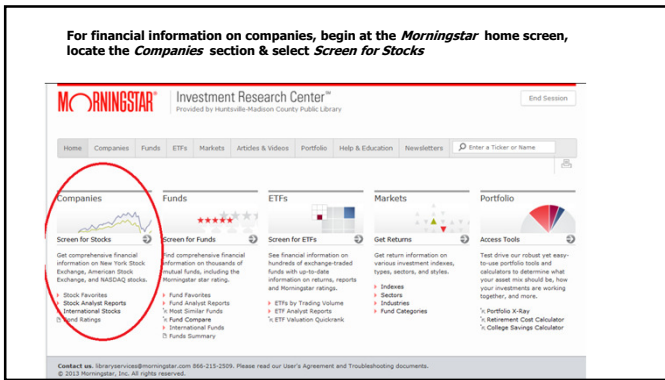 For financial information on companies, begin at the Morningstar home screen,
locate the Companies section & select Screen for Stocks
MORNINGSTAR® Investment Research Center™
Provided by Huntsville-Madison County Public Library
End Session
Home Companies Funds ETFs Markets Articles & Videos Portfolio Help & Education Newsletters Enter a Ticker or Name
Companies
Screen for Stocks
Get comprehensive financial
information on New York Stock
Exchange, American Stock
Exchange, and NASDAQ stocks.
Stock Favorites
Stock Analyst Reports
International Stocks
Bond Ratings
Funds
Screen for Funds
Find comprehensive financial
information on thousands of
mutual funds, including the
Morningstar star rating.
Fund Favorites
Fund Analyst Reports
Most Similar Funds
Fund Compare
International Funds
Funds Summary
ETFs
Screen for ETFs
See financial information on
hundreds of exchange-traded
funds with up-to-date
information on returns, reports
and Morningstar ratings.
ETFs by Trading Volume
ETF Analyst Reports
ETF Valuation Quickrank
Markets
Get Returns
Get return information on
various investment indexes,
types, sectors, and styles.
Indexes
Sectors
Industries
Fund Categories
Portfolio
Access Tools
Test drive our robust yet easy-
to-use portfolio tools and
calculators to determine what
your asset mix should be, how
your investments are working
together, and more.
Portfolio X-Ray
Retirement Cost Calculator
College Savings Calculator
Contact us. libraryservices@morningstar.com 866-215-2509. Please read our User's Agreement and Troubleshooting documents.
© 2013 Morningstar, Inc. All rights reserved.